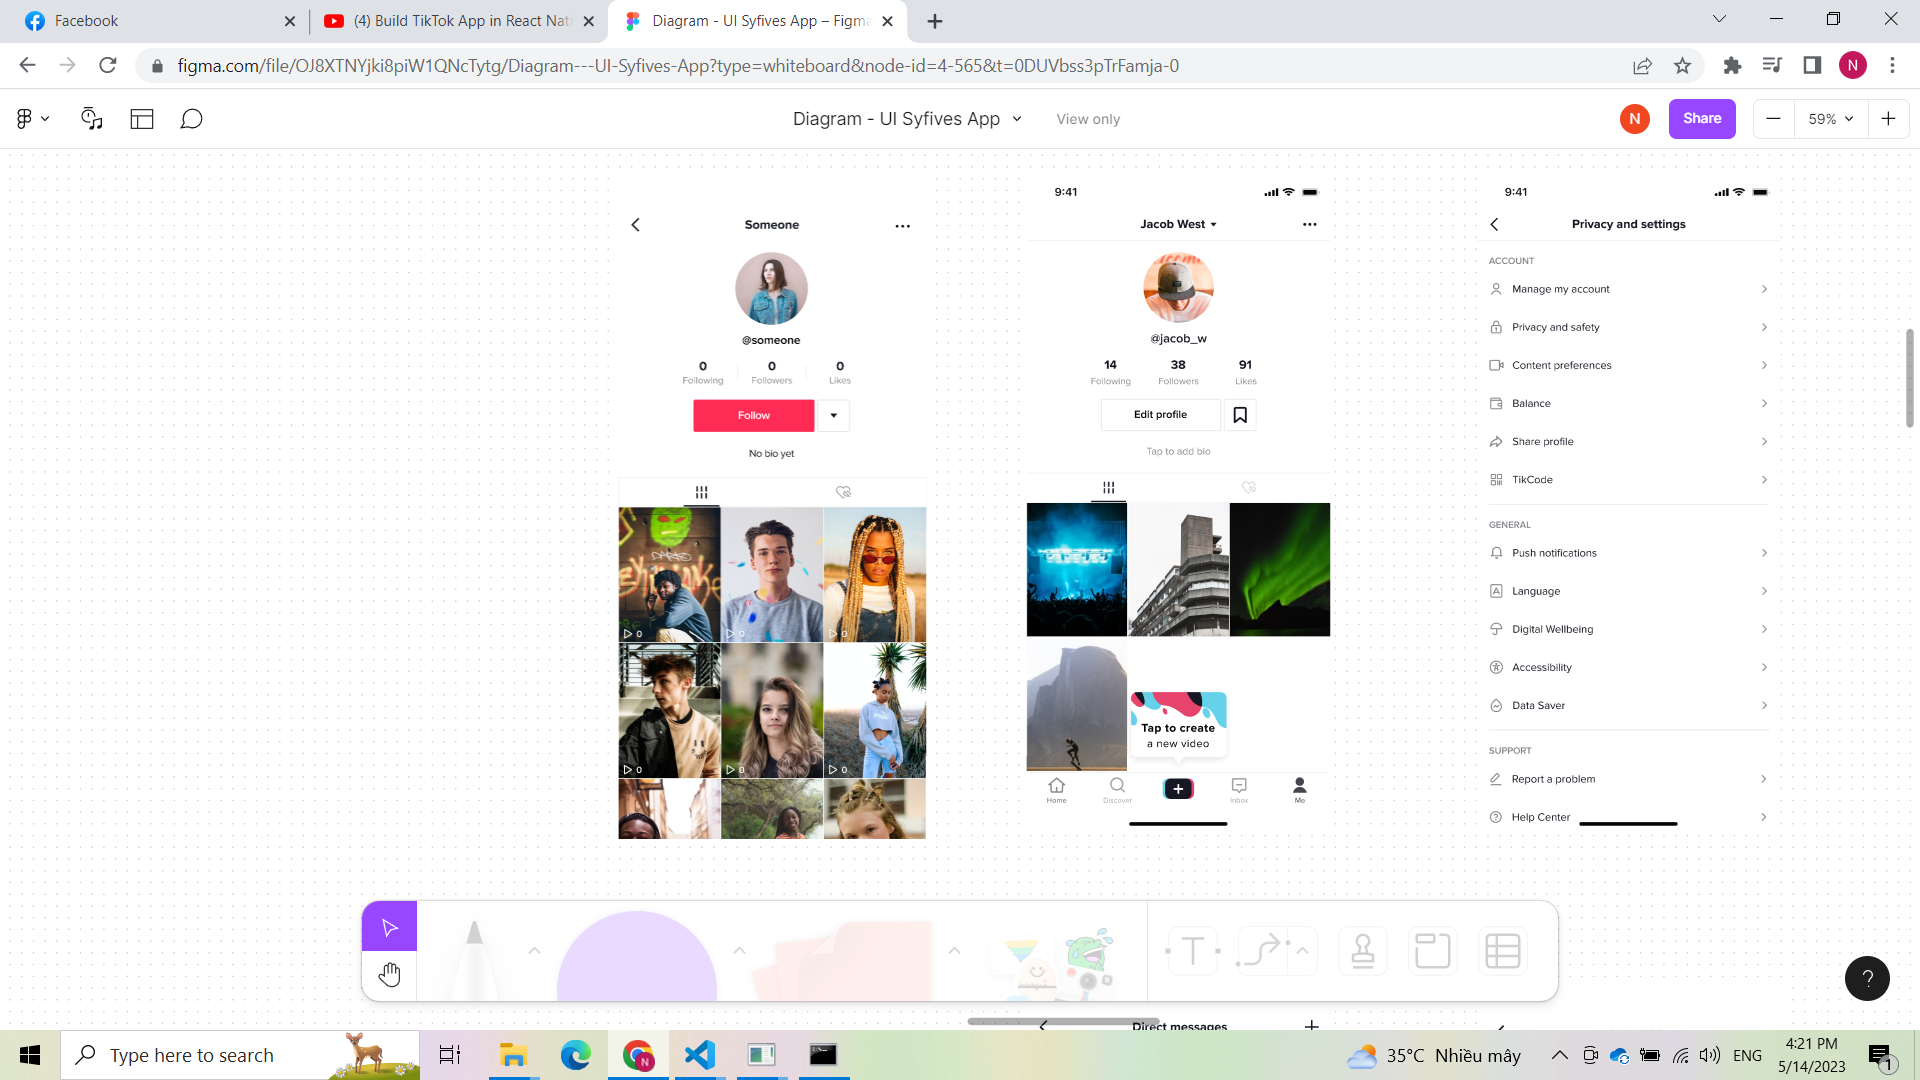 Facebook
(4) Build TikTok App in React Nati
Diagram - UI Syfives App – Figma
figma.com/file/OJ8XTNYjki8piW1QNcTytg/Diagram---UI-Syfives-App?type=whiteboard&node-id=4-565&t=0DUVbss3pTrFamja-0
N
Diagram - UI Syfives App
View only
N
Share
59%
Someone
@someone
0
0
0
Following
Followers
Likes
Follow
No bio yet
0
0
0
0
0
0
9:41
Jacob West
@jacob_w
14
38
91
Following
Followers
Likes
Edit profile
Tap to add bio
Tap to create
a new video
Home
Discover
Inbox
Me
9:41
Privacy and settings
ACCOUNT
Manage my account
Privacy and safety
Content preferences
Balance
Share profile
TikCode
GENERAL
Push notifications
Language
Digital Wellbeing
Accessibility
Data Saver
SUPPORT
Report a problem
Help Center
Direct messages
Type here to search
35°C Nhiều mây
ENG
4:21 PM
5/14/2023
1